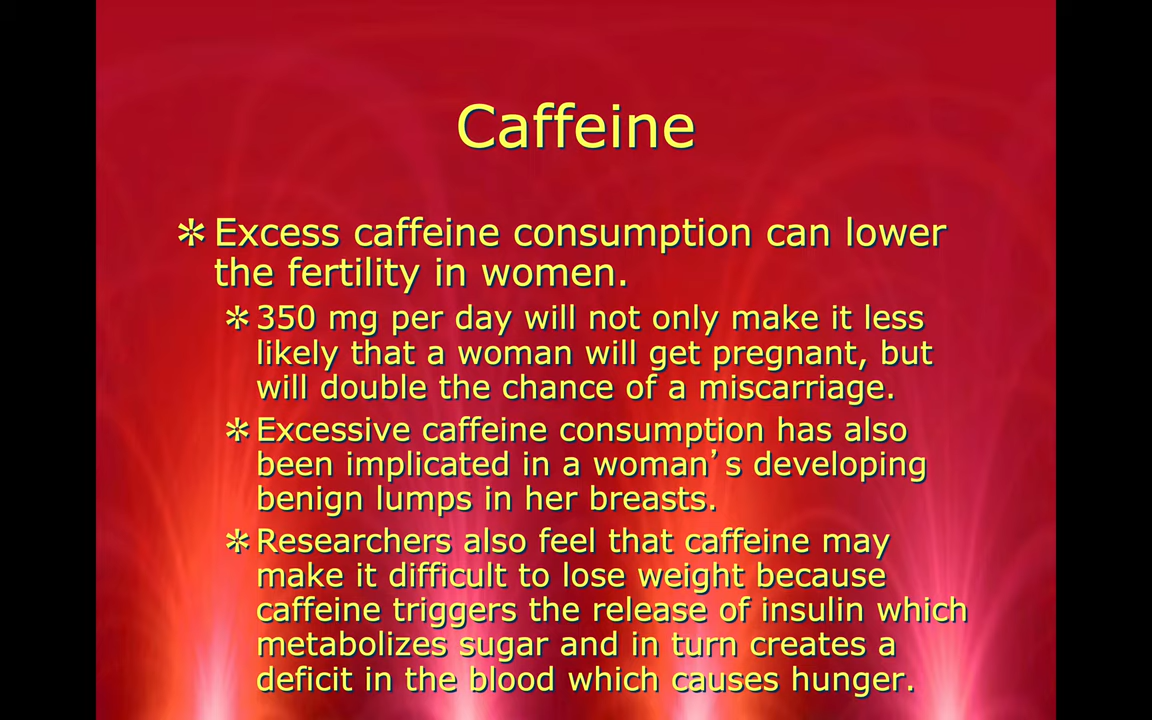 Caffeine
✲ Excess caffeine consumption can lower
the fertility in women.
✲ 350 mg per day will not only make it less
likely that a woman will get pregnant, but
will double the chance of a miscarriage.
✲ Excessive caffeine consumption has also
been implicated in a woman’s developing
benign lumps in her breasts.
✲ Researchers also feel that caffeine may
make it difficult to lose weight because
caffeine triggers the release of insulin which
metabolizes sugar and in turn creates a
deficit in the blood which causes hunger.